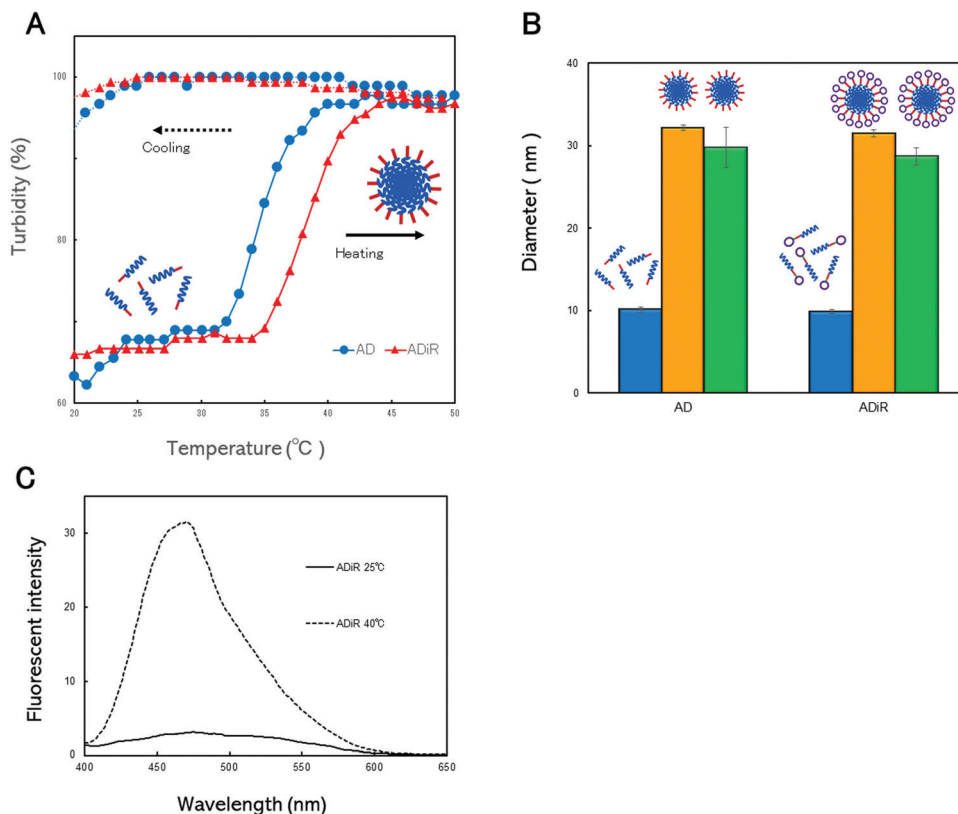 A
Turbidity (%)
100
80
60
Cooling
Heating
AD
ADiR
20
25
30
35
40
45
50
Temperature (℃)
B
Diameter ( nm)
40
30
20
10
0
AD
ADiR
C
Fluorescent intensity
30
20
10
0
ADiR 25℃
ADiR 40℃
400
450
500
550
600
650
Wavelength (nm)